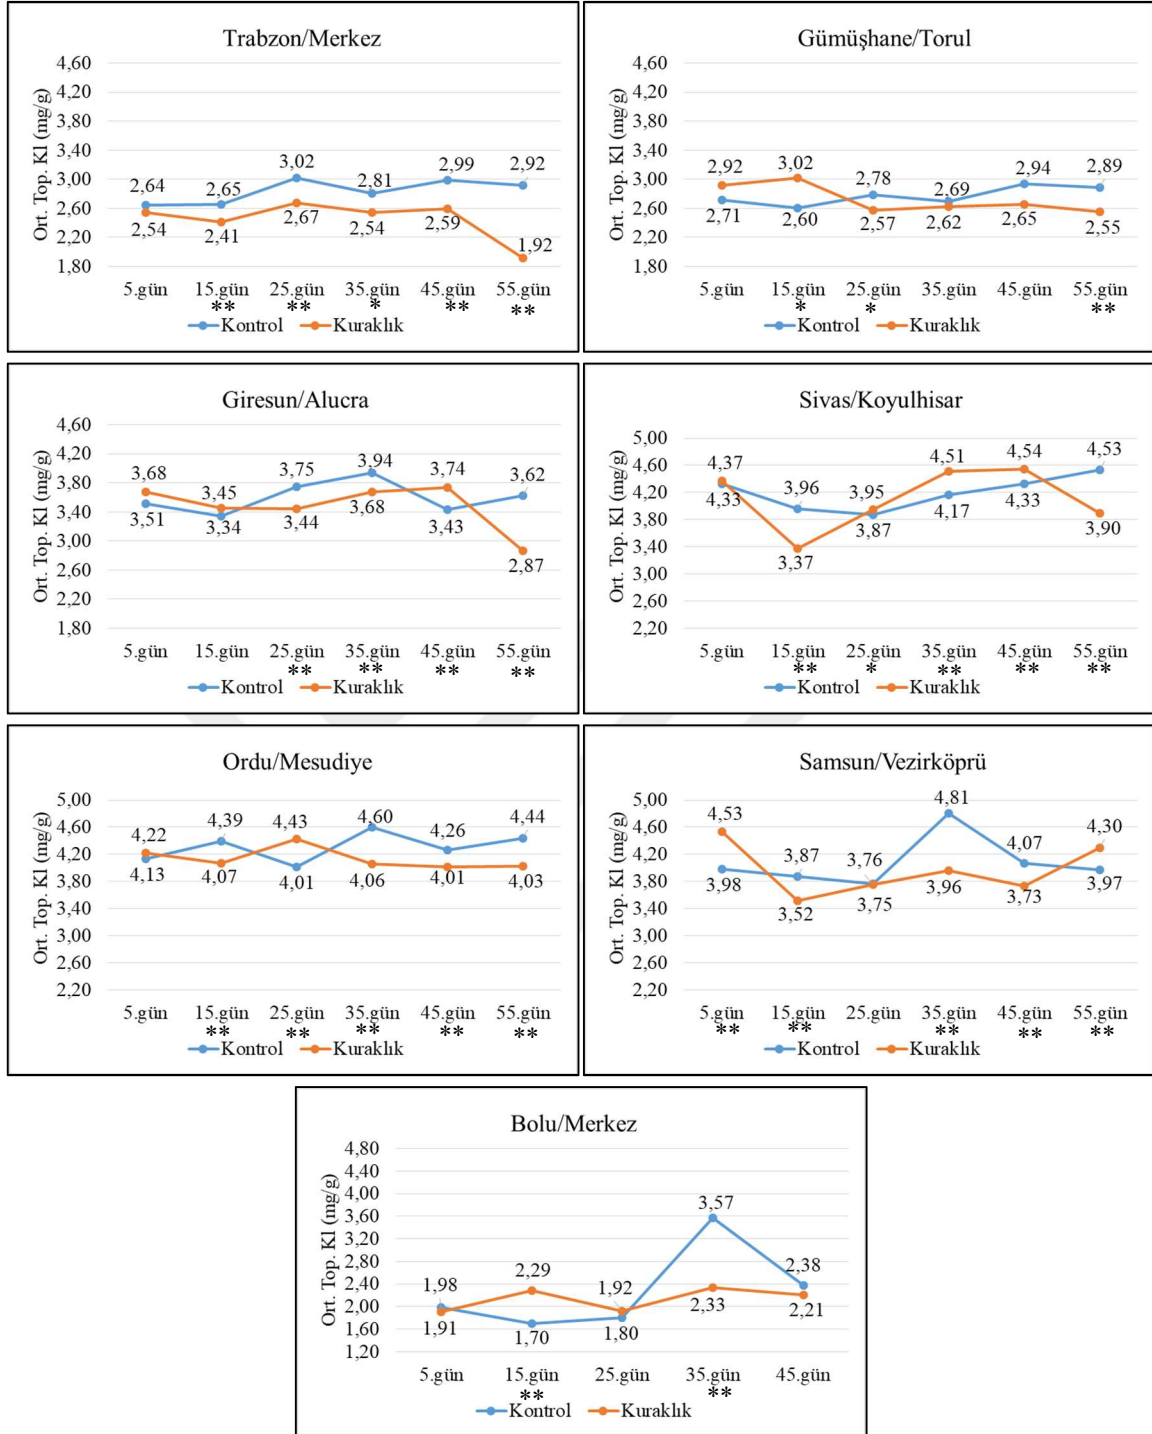 Trabzon/Merkez
Ort. Top. Kl (mg/g)
4,60
4,20
3,80
3,40
3,00
2,60
2,20
1,80
2,64 2,65 3,02 2,81 2,99 2,92
2,54 2,41 2,67 2,54 2,59 1,92
5.gün 15.gün 25.gün 35.gün 45.gün 55.gün
** ** * ** **
Kontrol Kuraklık
Gümüşhane/Torul
Ort. Top. Kl (mg/g)
4,60
4,20
3,80
3,40
3,00
2,60
2,20
1,80
2,92 3,02 2,78 2,69 2,94 2,89
2,71 2,60 2,57 2,62 2,65 2,55
5.gün 15.gün 25.gün 35.gün 45.gün 55.gün
* * **
Kontrol Kuraklık
Giresun/Alucra
Ort. Top. Kl (mg/g)
4,60
4,20
3,80
3,40
3,00
2,60
2,20
1,80
3,68 3,45 3,75 3,94 3,74 3,62
3,51 3,34 3,44 3,68 3,43 2,87
5.gün 15.gün 25.gün 35.gün 45.gün 55.gün
** ** ** **
Kontrol Kuraklık
Sivas/Koyulhisar
Ort. Top. Kl (mg/g)
5,00
4,60
4,20
3,80
3,40
3,00
2,60
2,20
4,37 3,96 3,95 4,51 4,54 4,53
4,33 3,37 3,87 4,17 4,33 3,90
5.gün 15.gün 25.gün 35.gün 45.gün 55.gün
** * ** ** **
Kontrol Kuraklık
Ordu/Mesudiye
Ort. Top. Kl (mg/g)
5,00
4,60
4,20
3,80
3,40
3,00
2,60
2,20
4,22 4,39 4,43 4,60 4,26 4,44
4,13 4,07 4,01 4,06 4,01 4,03
5.gün 15.gün 25.gün 35.gün 45.gün 55.gün
** ** ** ** **
Kontrol Kuraklık
Samsun/Vezirköprü
Ort. Top. Kl (mg/g)
5,00
4,60
4,20
3,80
3,40
3,00
2,60
2,20
4,53 3,87 3,76 4,81 4,07 4,30
3,98 3,52 3,75 3,96 3,73 3,97
5.gün 15.gün 25.gün 35.gün 45.gün 55.gün
** ** ** ** **
Kontrol Kuraklık
Bolu/Merkez
Ort. Top. Kl (mg/g)
4,80
4,40
4,00
3,60
3,20
2,80
2,40
2,00
1,60
1,20
1,98 2,29 1,92 3,57 2,38
1,91 1,70 1,80 2,33 2,21
5.gün 15.gün 25.gün 35.gün 45.gün
** **
Kontrol Kuraklık